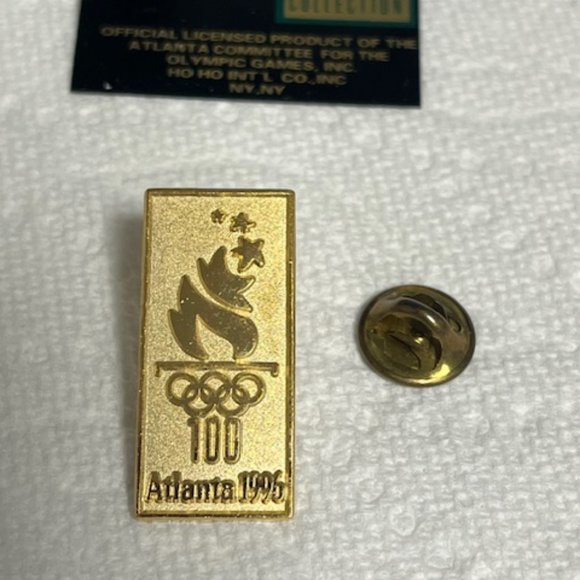 COLLECTION
OFFICIAL LICENSED PRODUCT OF THE
ATLANTA COMMITTEE FOR THE
OLYMPIC GAMES, INC.
HO HO INT'L CO.,INC
NY,NY
100
Atlanta 1996